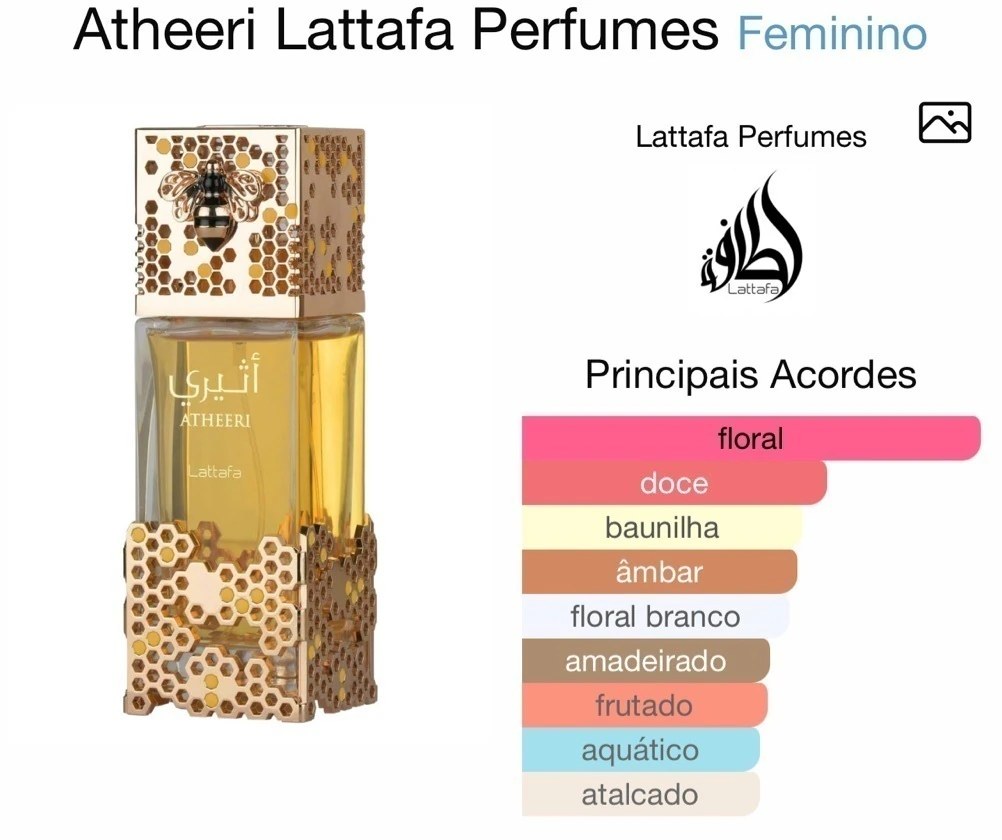 Atheeri Lattafa Perfumes Feminino
Lattafa Perfumes
لطافة
Lattafa
أثيري
ATHEERI
Lattafa
Principais Acordes
floral
doce
baunilha
âmbar
floral branco
amadeirado
frutado
aquático
atalcado